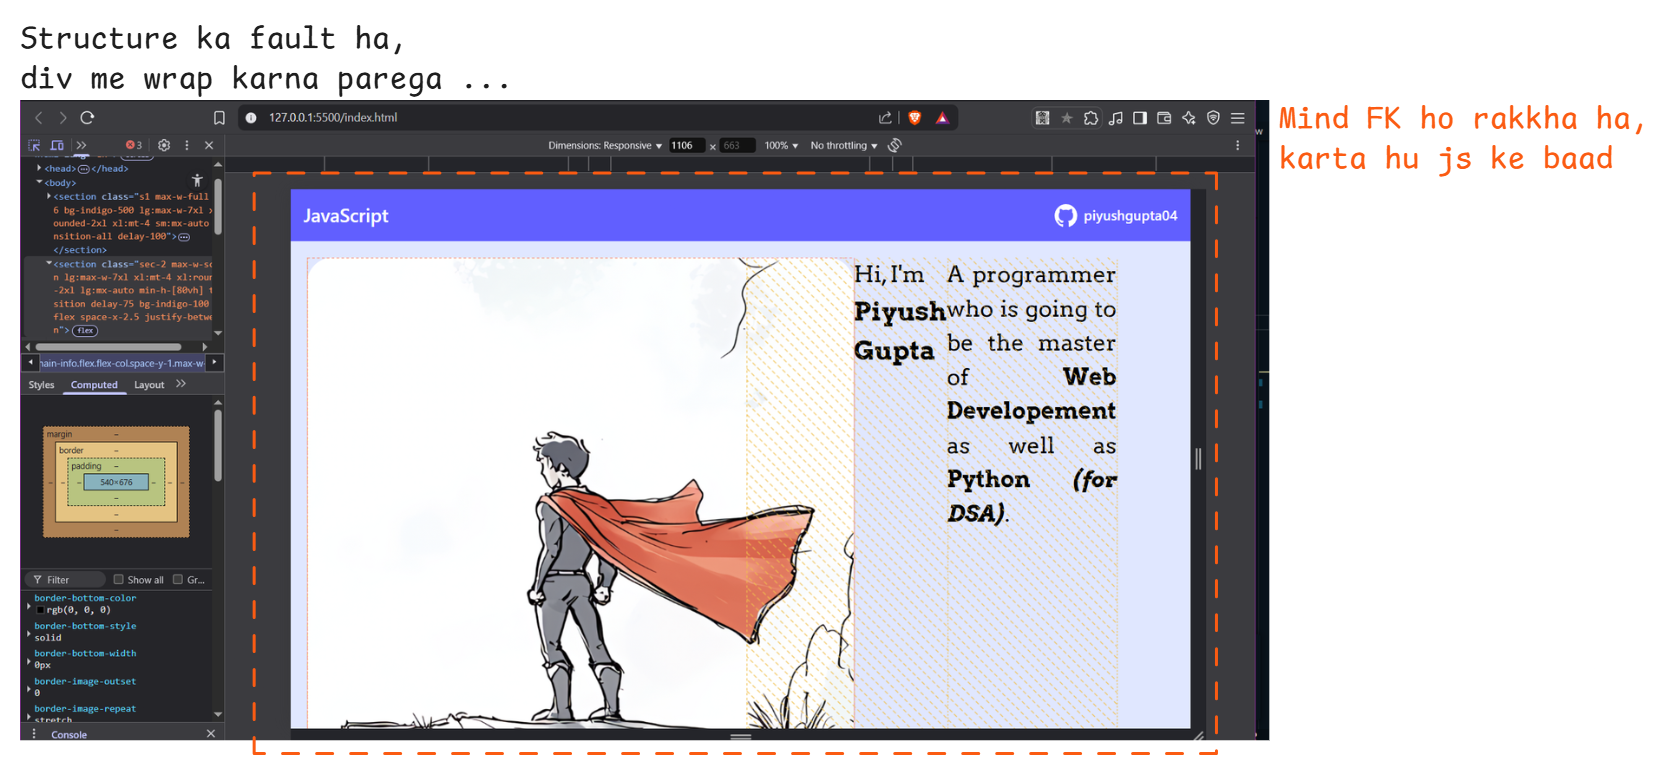 Structure ka fault ha,
div me wrap karna parega ...
Mind FK ho rakkha ha,
karta hu js ke baad
127.0.0.1:5500/index.html
3
Dimensions: Responsive 1106 × 663 100% No throttling
<head> </head>
<body>
<section class="s1 max-w-full
6 bg-indigo-500 lg:max-w-7xl
ounded-2xl xl:mt-4 sm:mx-auto
nsition-all delay-100">
</section>
<section class="sec-2 max-w-sc
n lg:max-w-7xl xl:mt-4 xl:roun
-2xl lg:mx-auto min-h-[80vh] t
sition delay-75 bg-indigo-100
flex space-x-2.5 justify-betwe
n"> flex
nain-info.flex.flex-col.space-y-1.max-w-
Styles Computed Layout
margin –
border –
padding –
– – – 540×676 – – –
–
–
–
Filter Show all Gr...
border-bottom-color
rgb(0, 0, 0)
border-bottom-style
solid
border-bottom-width
0px
border-image-outset
0
border-image-repeat
stretch
Console
JavaScript
piyushgupta04
Hi, I'm
Piyush
Gupta
A programmer
who is going to
be the master
of Web
Developement
as well as
Python (for
DSA).